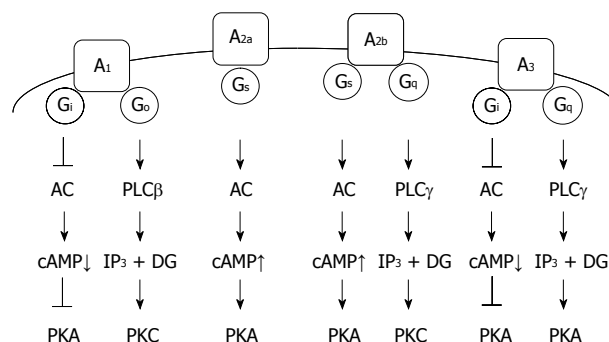 A1 A2a A2b A3
Gi Go Gs Gs Gq Gi Gq
AC PLCβ AC AC PLCγ AC PLCγ
cAMP↓ IP3 + DG cAMP↑ cAMP↑ IP3 + DG cAMP↓ IP3 + DG
PKA PKC PKA PKA PKC PKA PKA